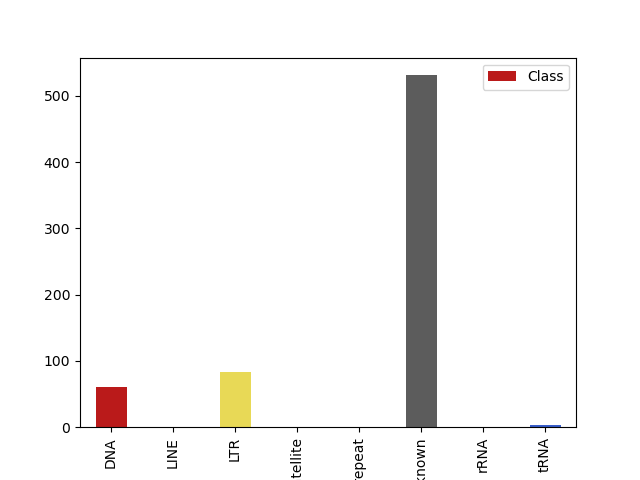 Class
500
400
300
200
100
0
DNA
LINE
LTR
tellite
repeat
known
rRNA
tRNA